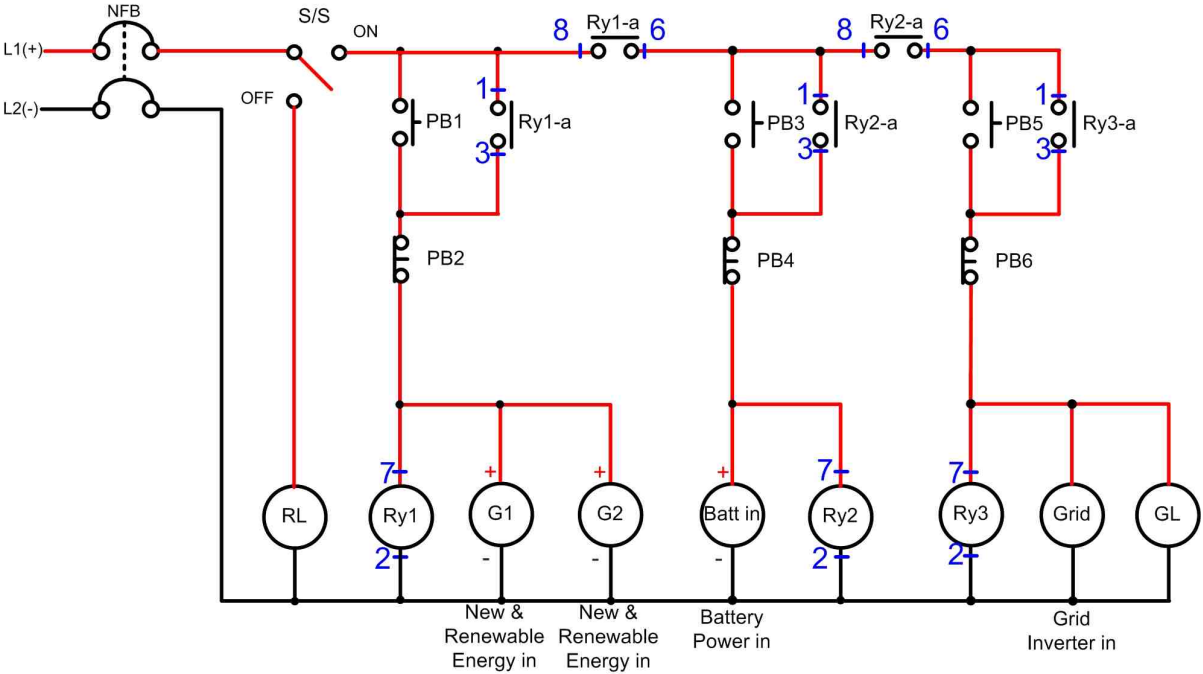 NFB
S/S
ON
OFF
L1(+)
L2(-)
8
Ry1-a
6
8
Ry2-a
6
PB1
1
3
Ry1-a
PB3
1
3
Ry2-a
PB5
1
3
Ry3-a
PB2
PB4
PB6
7
+
+
+
7
7
RL
Ry1
G1
G2
Batt in
Ry2
Ry3
Grid
GL
2
-
-
-
2
2
New &
Renewable
Energy in
New &
Renewable
Energy in
Battery
Power in
Grid
Inverter in